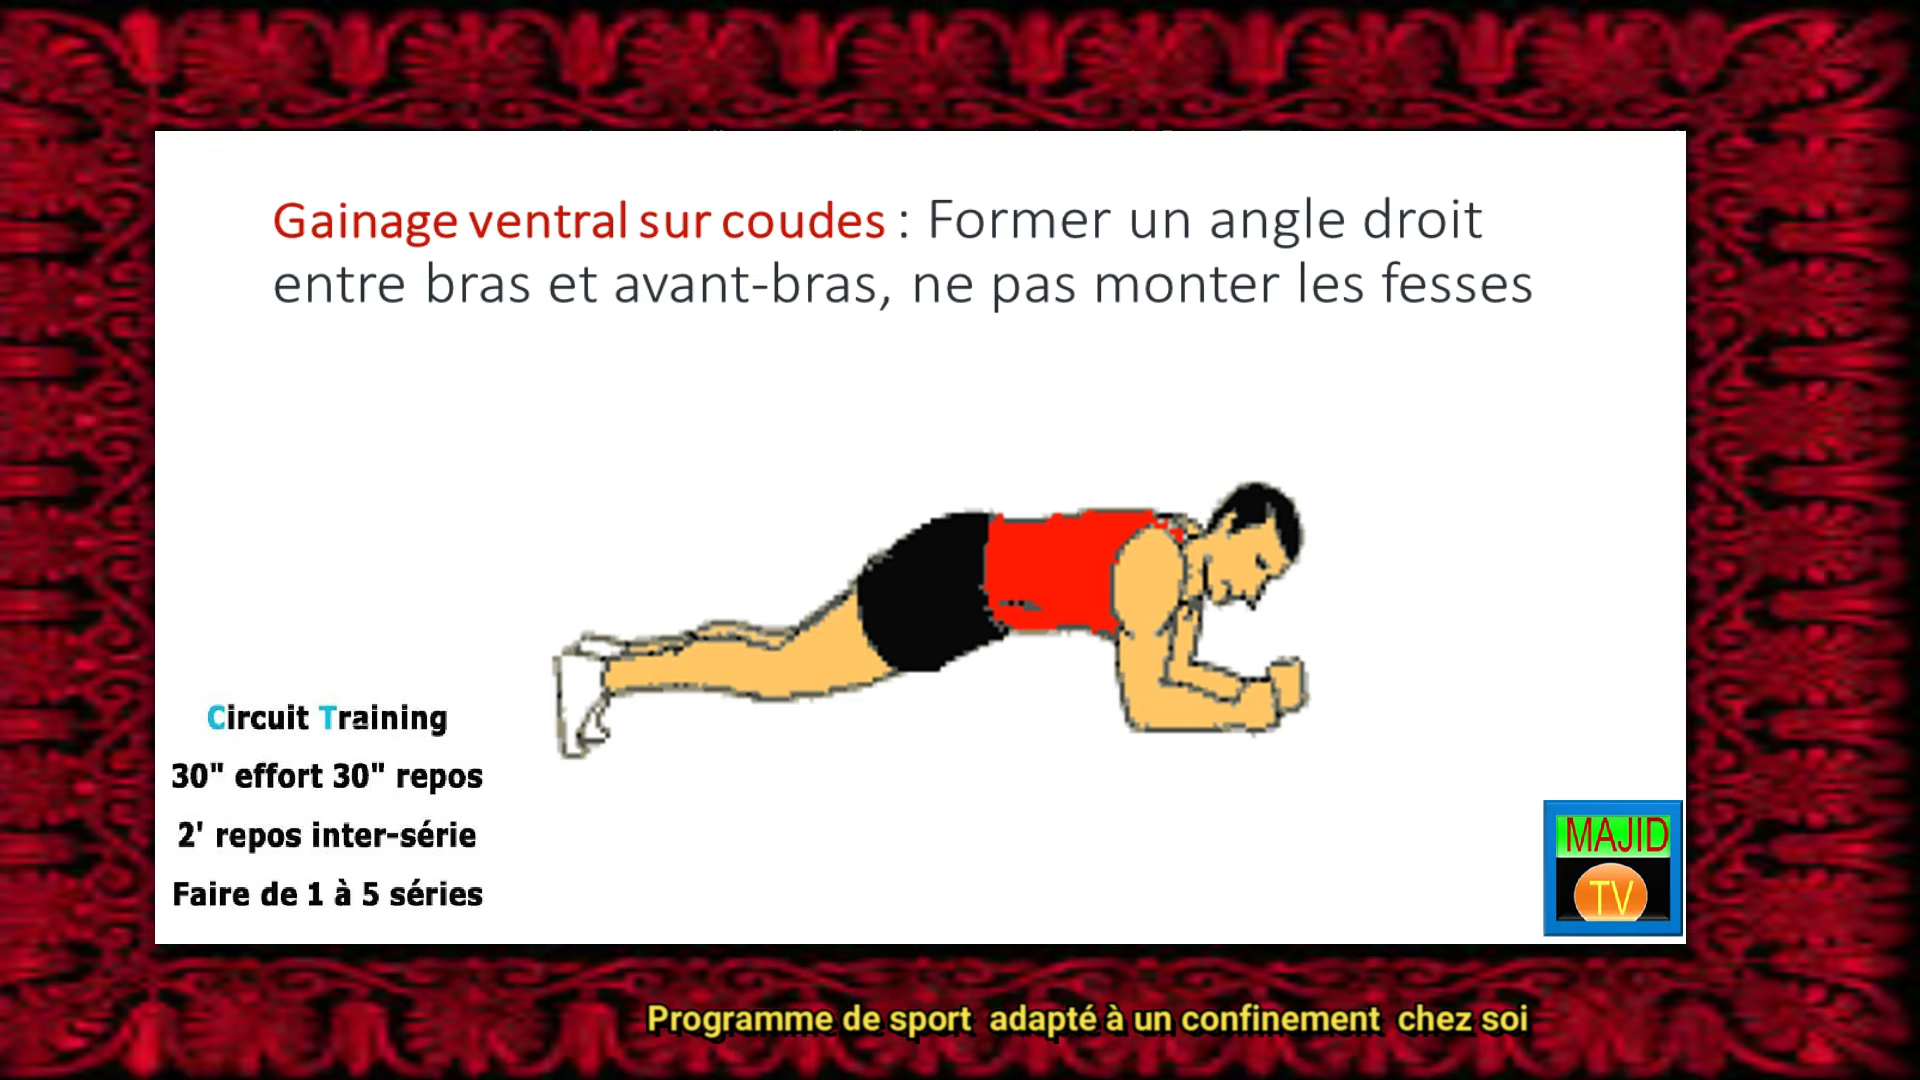 Gainage ventral sur coudes : Former un angle droit
entre bras et avant-bras, ne pas monter les fesses
Circuit Training
30" effort 30" repos
2' repos inter-série
Faire de 1 à 5 séries
MAJID
TV
Programme de sport adapté à un confinement chez soi